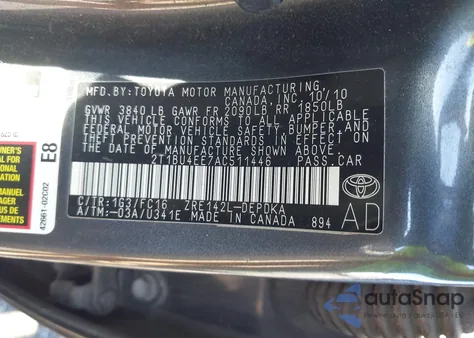 MFD.BY:TOYOTA MOTOR MANUFACTURING
CANADA,INC. 10/10
GVWR 3840 LB GAWR FR 2090LB RR 1850LB
THIS VEHICLE CONFORMS TO ALL APPLICABLE
FEDERAL MOTOR VEHICLE SAFETY, BUMPER, AND
THEFT PREVENTION STANDARDS IN EFFECT ON
THE DATE OF MANUFACTURE SHOWN ABOVE.
2T1BU4EE7AC511446 PASS.CAR
C/TR:1G3/FC16 ZRE142L-DEPDKA
A/TM:-03A/U341E MADE IN CANADA 894
TOYOTA
AD
E8
42661-02C02
autoSnap